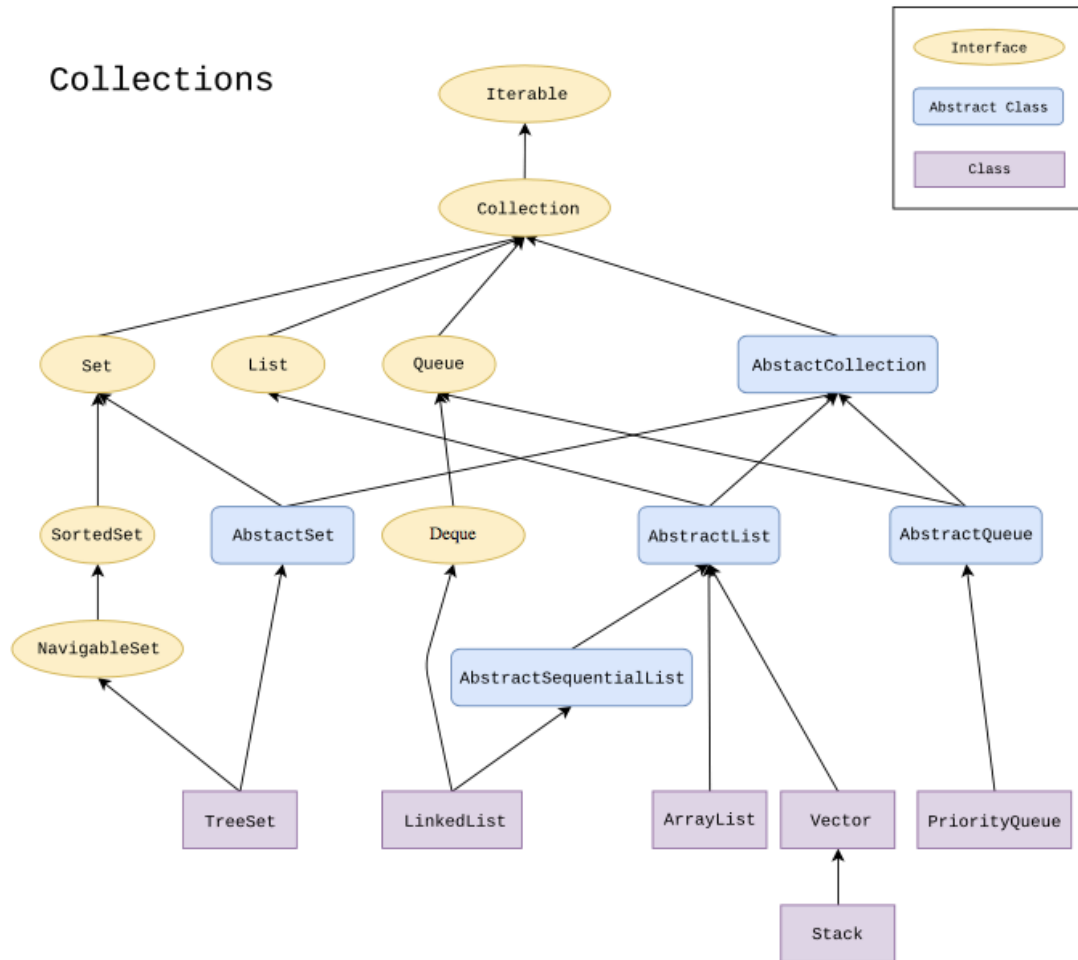 Collections
Interface
Abstract Class
Class
Iterable
Collection
Set
List
Queue
AbstactCollection
SortedSet
AbstactSet
Deque
AbstractList
AbstractQueue
NavigableSet
AbstractSequentialList
TreeSet
LinkedList
ArrayList
Vector
PriorityQueue
Stack